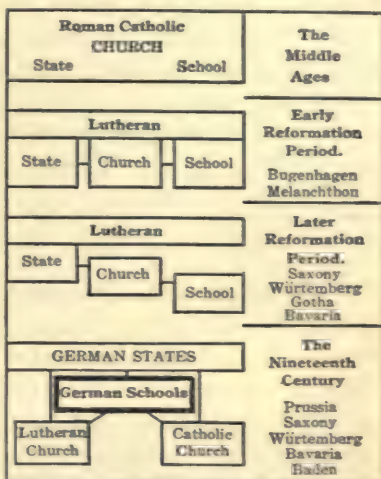 Roman Catholic
CHURCH
State School
The
Middle
Ages
Lutheran
State Church School
Early
Reformation
Period.
Bugenhagen
Melanchthon
Lutheran
State
Church
School
Later
Reformation
Period.
Saxony
Würtemberg
Gotha
Bavaria
GERMAN STATES
German Schools
Lutheran
Church
Catholic
Church
The
Nineteenth
Century
Prussia
Saxony
Würtemberg
Bavaria
Baden